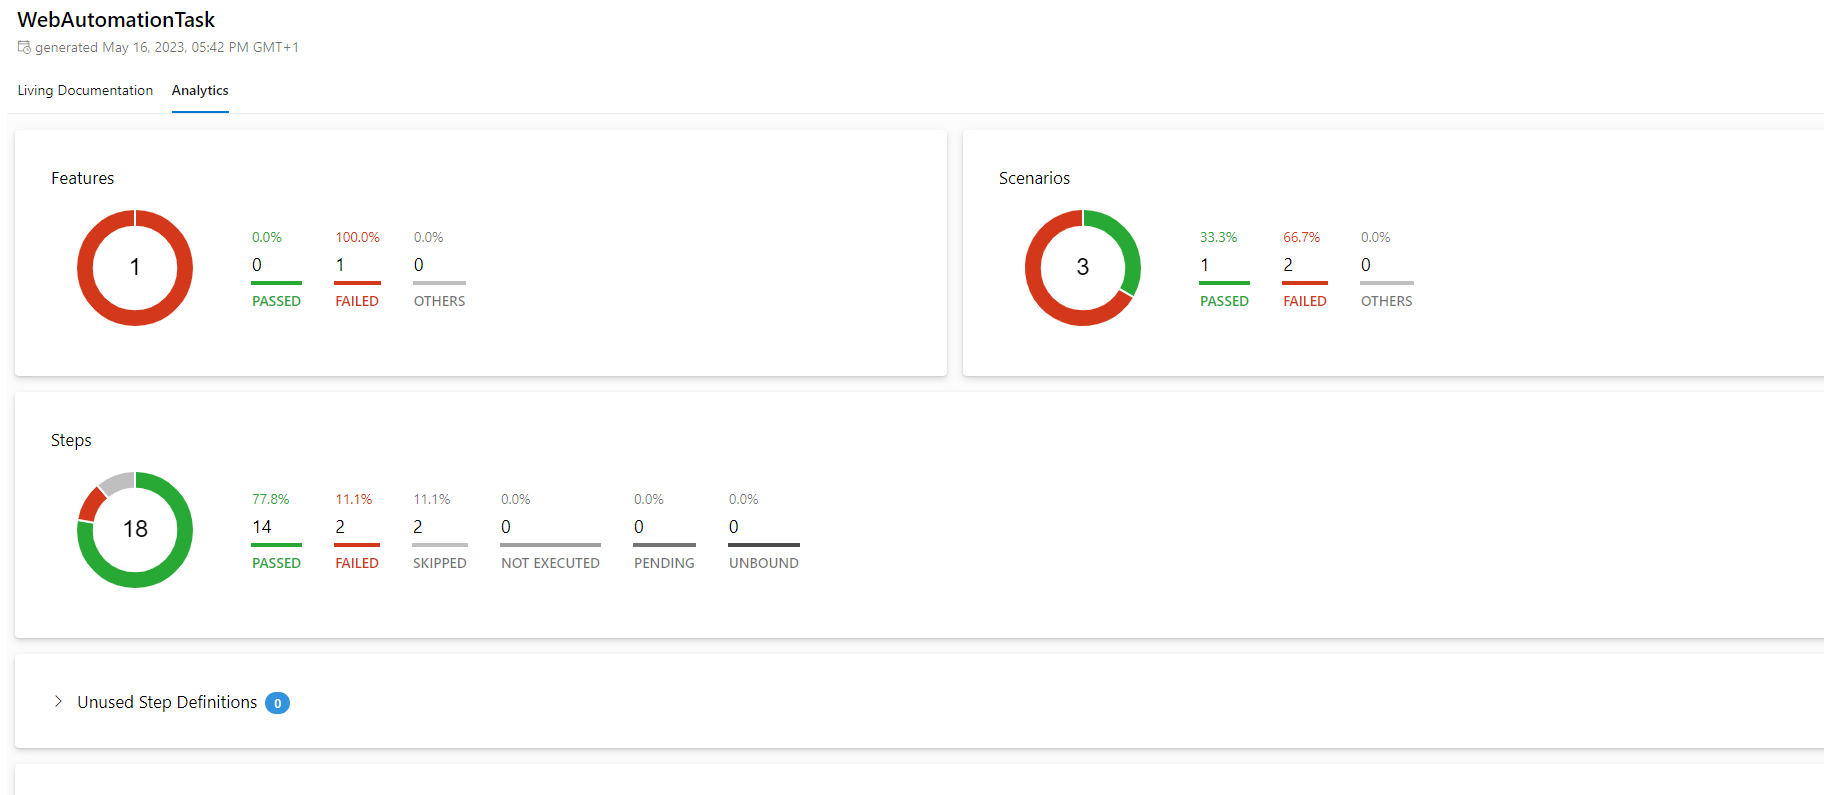 WebAutomationTask
generated May 16, 2023, 05:42 PM GMT+1
Living Documentation Analytics
Features
1
0.0% 100.0% 0.0%
0 1 0
PASSED FAILED OTHERS
Scenarios
3
33.3% 66.7% 0.0%
1 2 0
PASSED FAILED OTHERS
Steps
18
77.8% 11.1% 11.1% 0.0% 0.0% 0.0%
14 2 2 0 0 0
PASSED FAILED SKIPPED NOT EXECUTED PENDING UNBOUND
Unused Step Definitions 0